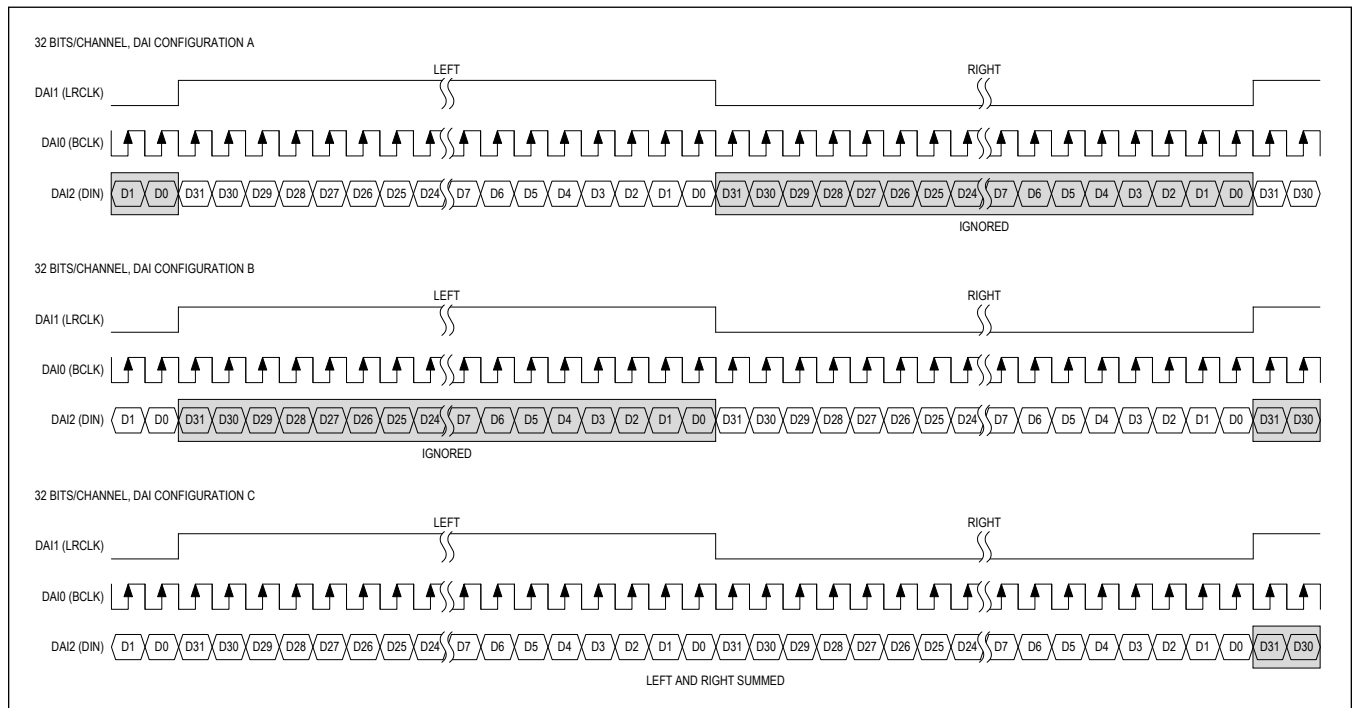 32 BITS/CHANNEL, DAI CONFIGURATION A
LEFT RIGHT
DAI1 (LRCLK)
DAI0 (BCLK)
DAI2 (DIN) D1 D0 D31 D30 D29 D28 D27 D26 D25 D24 D7 D6 D5 D4 D3 D2 D1 D0 D31 D30 D29 D28 D27 D26 D25 D24 D7 D6 D5 D4 D3 D2 D1 D0 D31 D30
IGNORED
32 BITS/CHANNEL, DAI CONFIGURATION B
LEFT RIGHT
DAI1 (LRCLK)
DAI0 (BCLK)
DAI2 (DIN) D1 D0 D31 D30 D29 D28 D27 D26 D25 D24 D7 D6 D5 D4 D3 D2 D1 D0 D31 D30 D29 D28 D27 D26 D25 D24 D7 D6 D5 D4 D3 D2 D1 D0 D31 D30
IGNORED
32 BITS/CHANNEL, DAI CONFIGURATION C
LEFT RIGHT
DAI1 (LRCLK)
DAI0 (BCLK)
DAI2 (DIN) D1 D0 D31 D30 D29 D28 D27 D26 D25 D24 D7 D6 D5 D4 D3 D2 D1 D0 D31 D30 D29 D28 D27 D26 D25 D24 D7 D6 D5 D4 D3 D2 D1 D0 D31 D30
LEFT AND RIGHT SUMMED